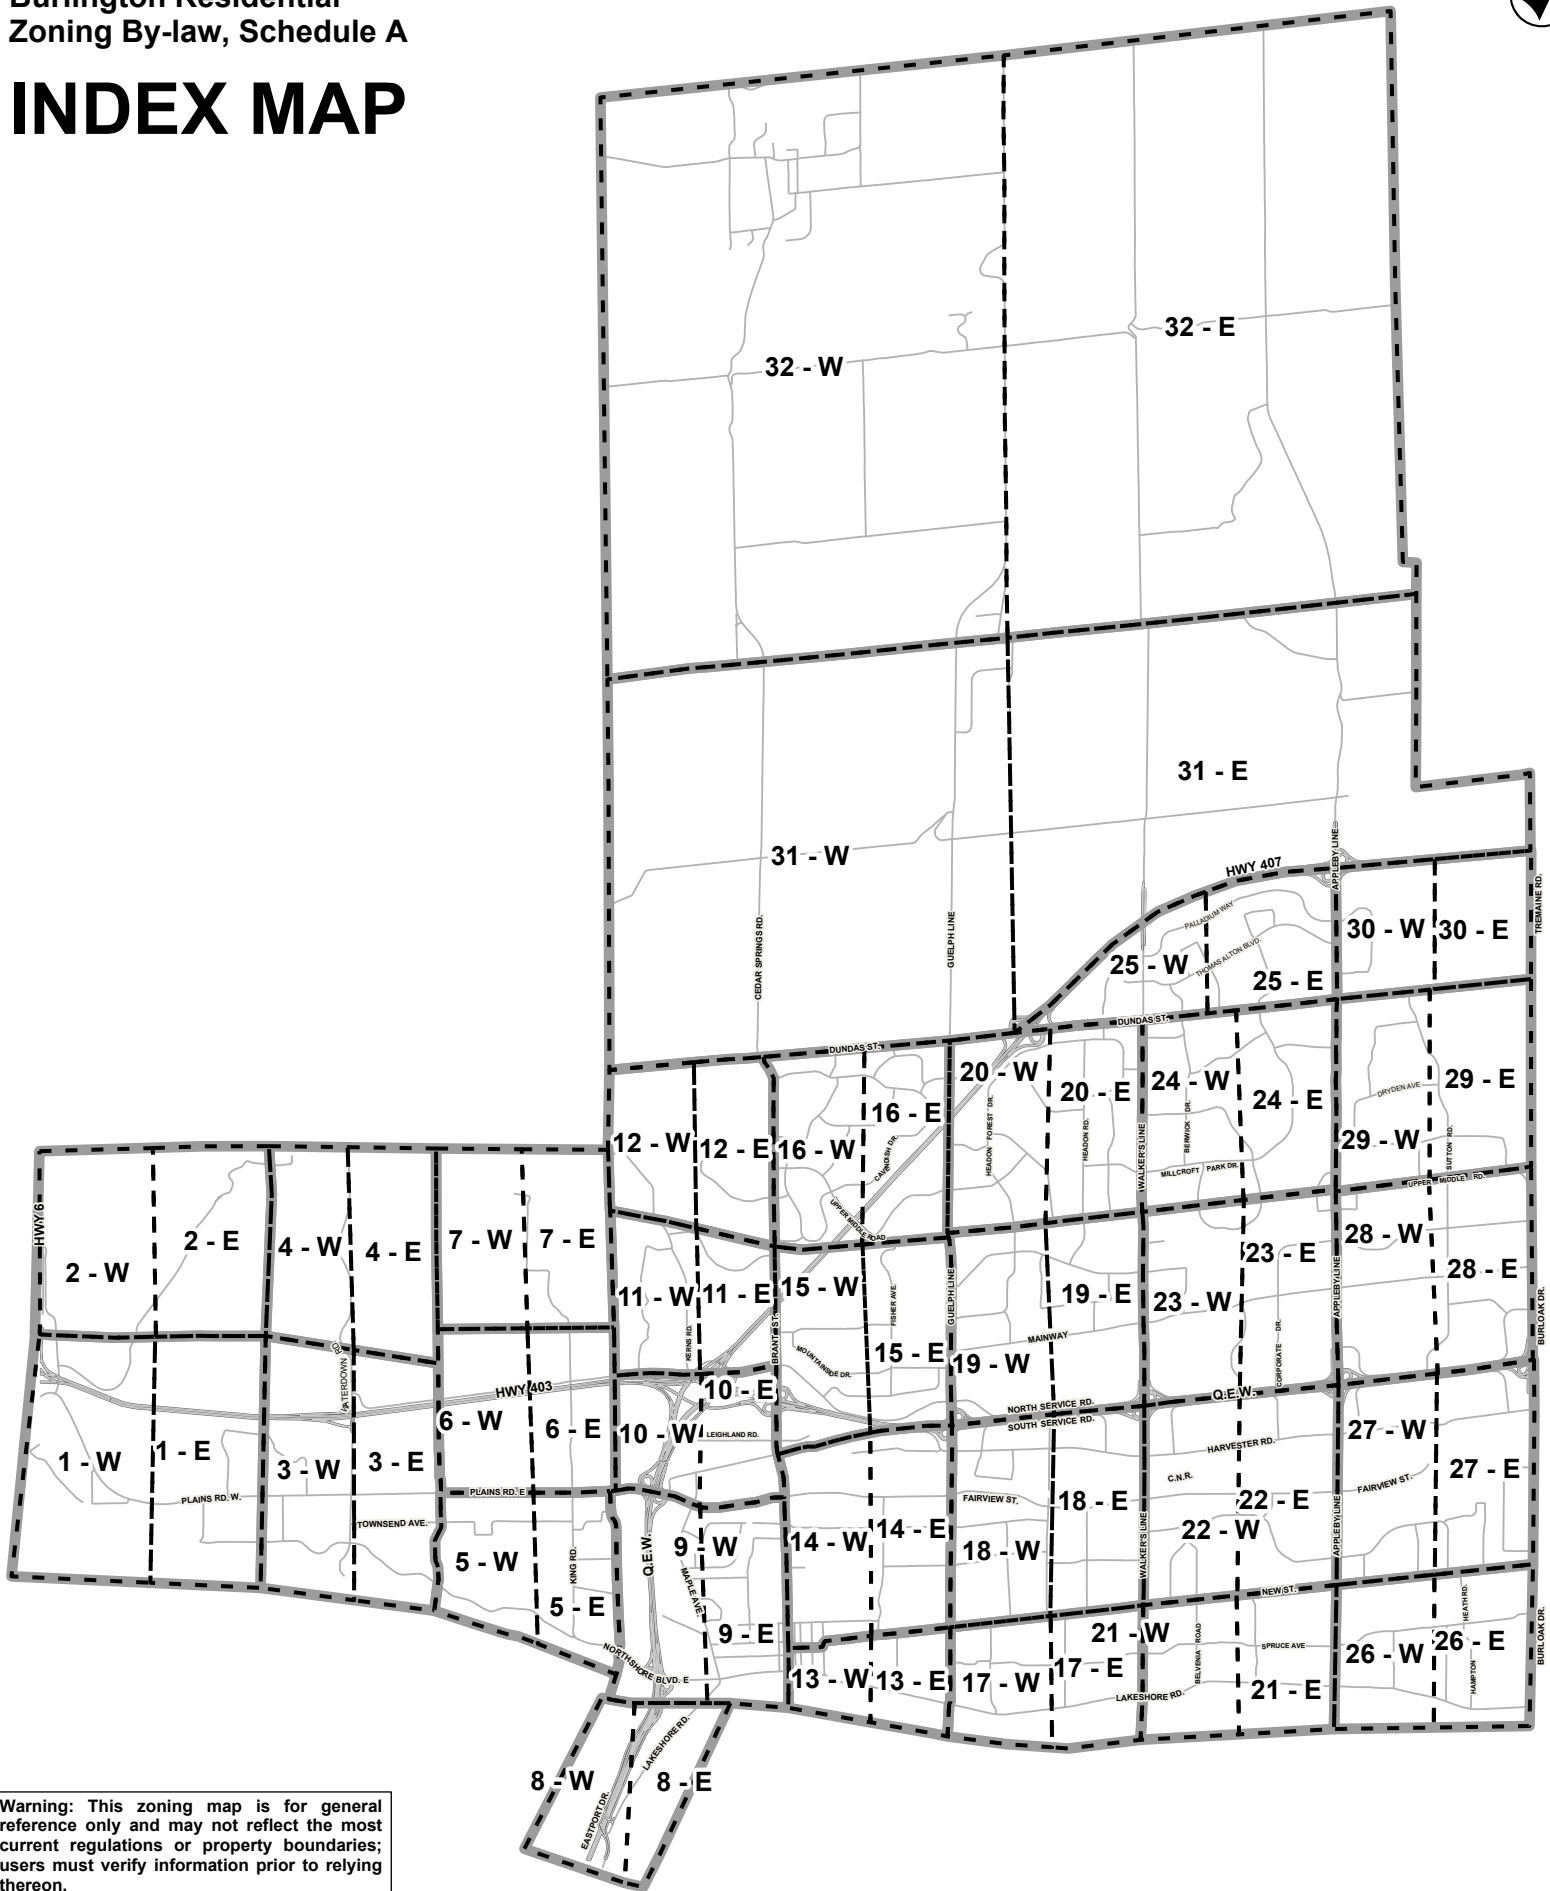 Burlington Residential
Zoning By-law, Schedule A
INDEX MAP
32 - E
32 - W
31 - E
31 - W
HWY 407
APPLEBY LINE
TREMAINE RD.
PALLADIUM WAY
CEDAR SPRINGS RD.
GUELPH LINE
30 - W
30 - E
25 - W
THOMAS ALTON BLVD.
25 - E
DUNDAS ST.
DUNDAS ST.
20 - W
20 - E
24 - W
24 - E
29 - E
DRYDEN AVE
16 - E
HEADON FOREST DR.
HEADON RD.
WALKER'S LINE
BERWICK DR.
29 - W
SUTTON RD.
12 - W
12 - E
16 - W
CAVENDISH DR.
MILLCROFT PARK DR.
UPPER MIDDLE RD.
UPPER MIDDLE ROAD
HWY 6
2 - W
2 - E
4 - W
4 - E
7 - W
7 - E
23 - E
28 - W
28 - E
11 - W
11 - E
15 - W
FISHER AVE.
GUELPH LINE
19 - E
23 - W
APPLEBY LINE
BURLOAK DR.
KERNS RD.
BRANT ST.
MAINWAY
CORPORATE DR.
MOUNTAINSIDE DR.
15 - E
19 - W
WATERDOWN RD.
HWY 403
10 - E
Q.E.W.
NORTH SERVICE RD.
SOUTH SERVICE RD.
6 - W
6 - E
10 - W
LEIGHLAND RD.
27 - W
HARVESTER RD.
1 - W
1 - E
3 - W
3 - E
C.N.R.
27 - E
FAIRVIEW ST.
PLAINS RD. W.
PLAINS RD. E
FAIRVIEW ST.
18 - E
22 - E
TOWNSEND AVE.
14 - W
14 - E
22 - W
5 - W
KING RD.
Q.E.W.
9 - W
18 - W
WALKER'S LINE
APPLEBY LINE
MAPLE AVE.
NEW ST.
HEATH RD.
5 - E
9 - E
21 - W
BELVENIA ROAD
SPRUCE AVE
26 - W
26 - E
BURLOAK DR.
NORTH SHORE BLVD. E
13 - W
13 - E
17 - W
17 - E
LAKESHORE RD.
21 - E
HAMPTON
LAKESHORE RD.
8 - W
8 - E
EASTPORT DR.
Warning: This zoning map is for general
reference only and may not reflect the most
current regulations or property boundaries;
users must verify information prior to relying
thereon.